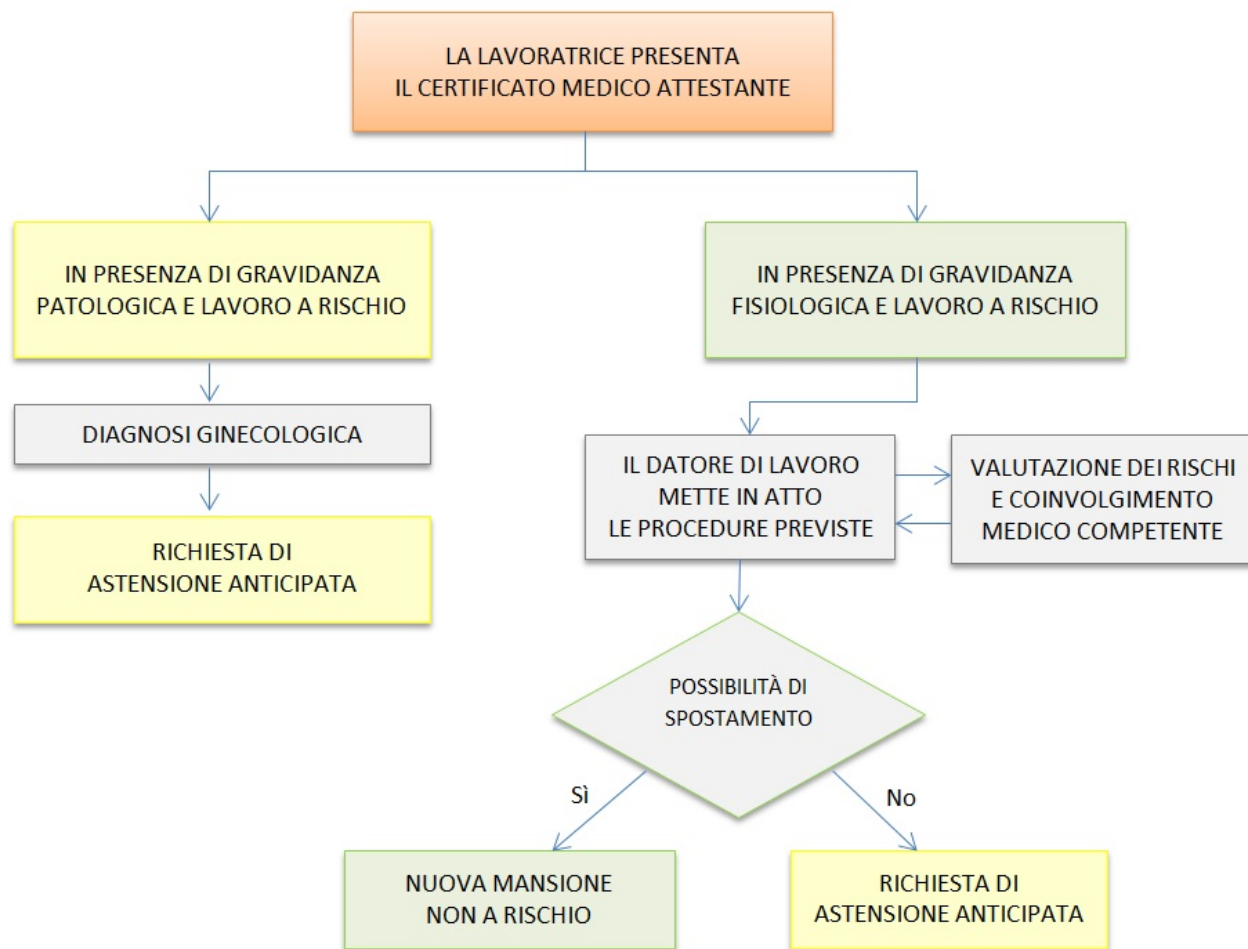 LA LAVORATRICE PRESENTA
IL CERTIFICATO MEDICO ATTESTANTE
IN PRESENZA DI GRAVIDANZA
PATOLOGICA E LAVORO A RISCHIO
IN PRESENZA DI GRAVIDANZA
FISIOLOGICA E LAVORO A RISCHIO
DIAGNOSI GINECOLOGICA
RICHIESTA DI
ASTENSIONE ANTICIPATA
IL DATORE DI LAVORO
METTE IN ATTO
LE PROCEDURE PREVISTE
VALUTAZIONE DEI RISCHI
E COINVOLGIMENTO
MEDICO COMPETENTE
POSSIBILITÀ DI
SPOSTAMENTO
Sì
No
NUOVA MANSIONE
NON A RISCHIO
RICHIESTA DI
ASTENSIONE ANTICIPATA